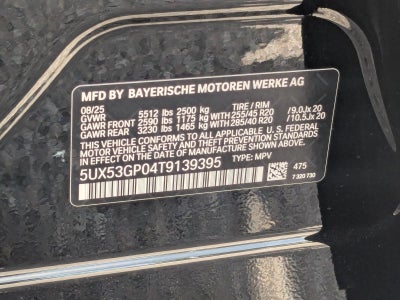 MFD BY BAYERISCHE MOTOREN WERKE AG
08/25
GVWR 5512 lbs 2500 kg TIRE / RIM
GAWR FRONT 2590 lbs 1175 kg WITH 255/45 R20 /9.0Jx 20
GAWR REAR 3230 lbs 1465 kg WITH 285/40 R20 /10.5Jx 20
THIS VEHICLE CONFORMS TO ALL APPLICABLE U.S. FEDERAL
MOTOR VEHICLE SAFETY AND THEFT PREVENTION STANDARDS
IN EFFECT ON THE DATE OF MANUFACTURE SHOWN ABOVE.
5UX53GP04T9139395 TYPE: MPV
475
7 320 730